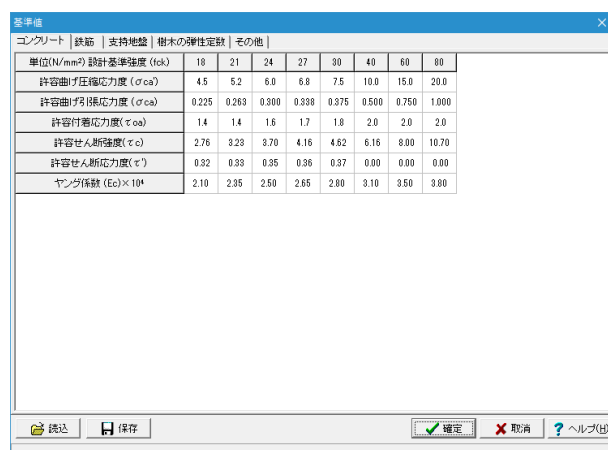 基準値
コンクリート 鉄筋 支持地盤 樹木の弾性定数 その他
単位(N/mm²) 設計基準強度 (fck) 18 21 24 27 30 40 60 80
許容曲げ圧縮応力度 (σca') 4.5 5.2 6.0 6.8 7.5 10.0 15.0 20.0
許容曲げ引張応力度 (σca) 0.225 0.263 0.300 0.338 0.375 0.500 0.750 1.000
許容付着応力度(τoa) 1.4 1.4 1.6 1.7 1.8 2.0 2.0 2.0
許容せん断強度(τc) 2.76 3.23 3.70 4.16 4.62 6.16 8.00 10.70
許容せん断応力度(τ') 0.32 0.33 0.35 0.36 0.37 0.00 0.00 0.00
ヤング係数 (Ec)×10⁴ 2.10 2.35 2.50 2.65 2.80 3.10 3.50 3.80
読込 保存 確定 取消 ヘルプ(H)